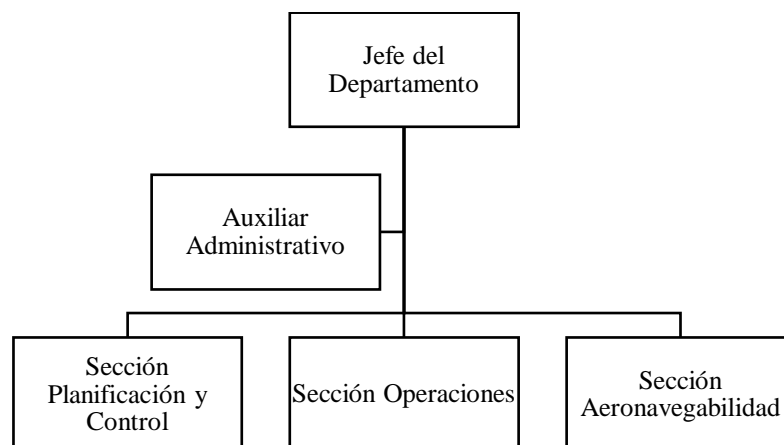 Jefe del
Departamento
Auxiliar
Administrativo
Sección
Planificación y
Control
Sección Operaciones
Sección
Aeronavegabilidad